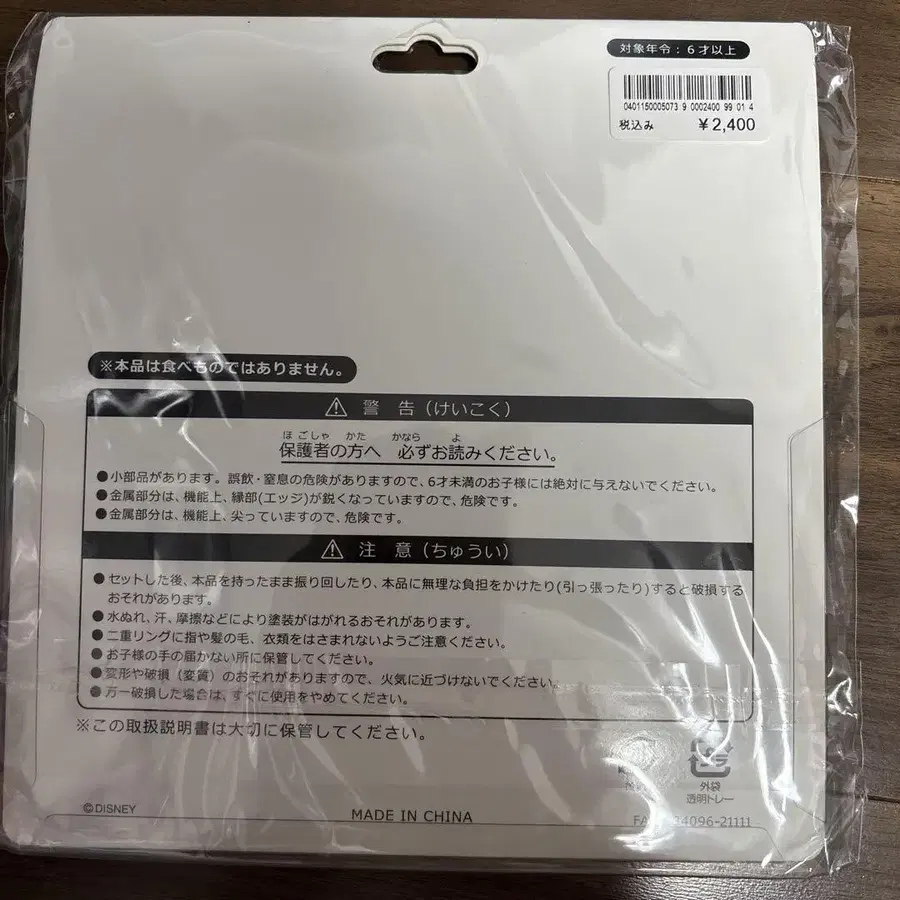 対象年令：6才以上
0401150005073 9 0002400 99 01 4
税込み ￥2,400
※本品は食べものではありません。
警 告（けいこく）
ほごしゃ かた かなら よ
保護者の方へ 必ずお読みください。
●小部品があります。誤飲・窒息の危険がありますので、6才未満のお子様には絶対に与えないでください。
●金属部分は、機能上、縁部(エッジ)が鋭くなっていますので、危険です。
●金属部分は、機能上、尖っていますので、危険です。
注 意（ちゅうい）
●セットした後、本品を持ったまま振り回したり、本品に無理な負担をかけたり(引っ張ったり)すると破損する
おそれがあります。
●水ぬれ、汗、摩擦などにより塗装がはがれるおそれがあります。
●二重リングに指や髪の毛、衣類をはさまれないようご注意ください。
●お子様の手の届かない所に保管してください。
●変形や破損（変質）のおそれがありますので、火気に近づけないでください。
●万一破損した場合は、すぐに使用をやめてください。
※この取扱説明書は大切に保管してください。
外袋
透明トレー
©DISNEY
MADE IN CHINA
4096-21111